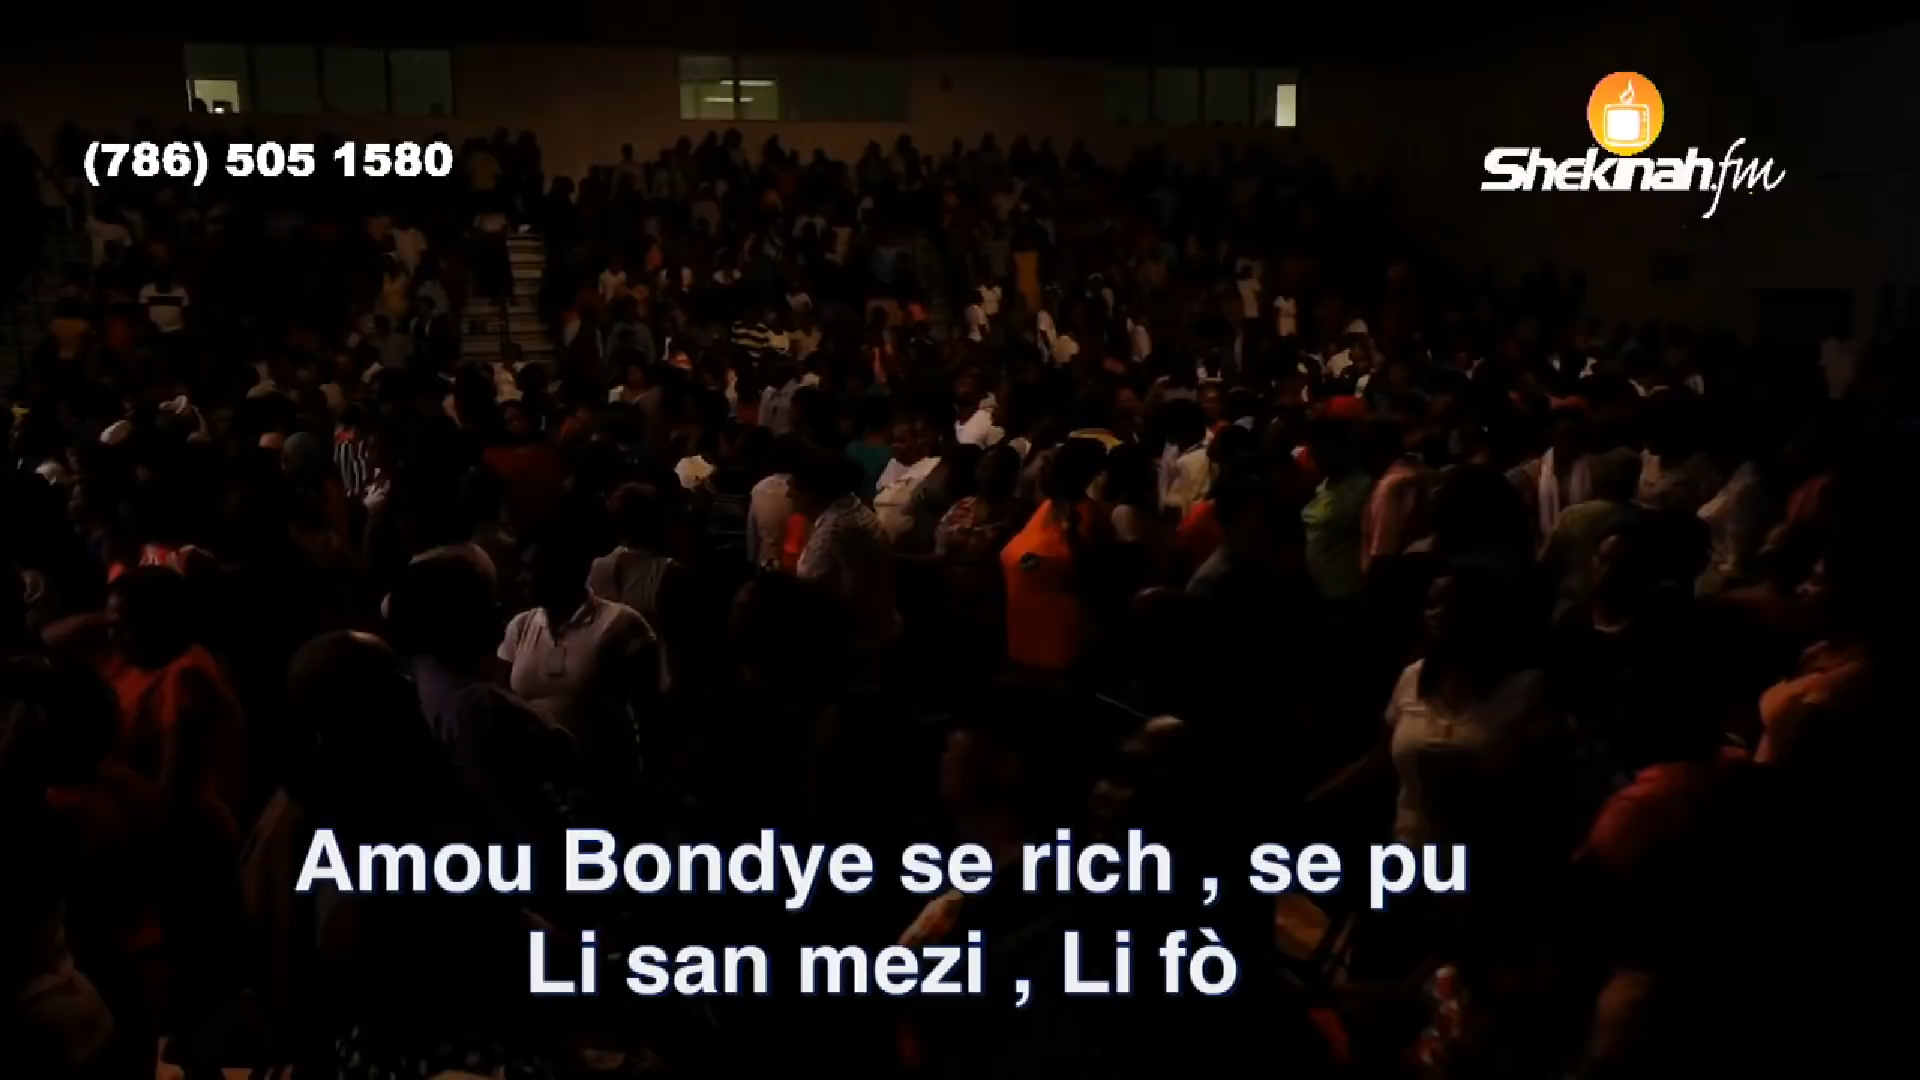 (786) 505 1580
Shekinah.fm
Amou Bondye se rich , se pu
Li san mezi , Li fò